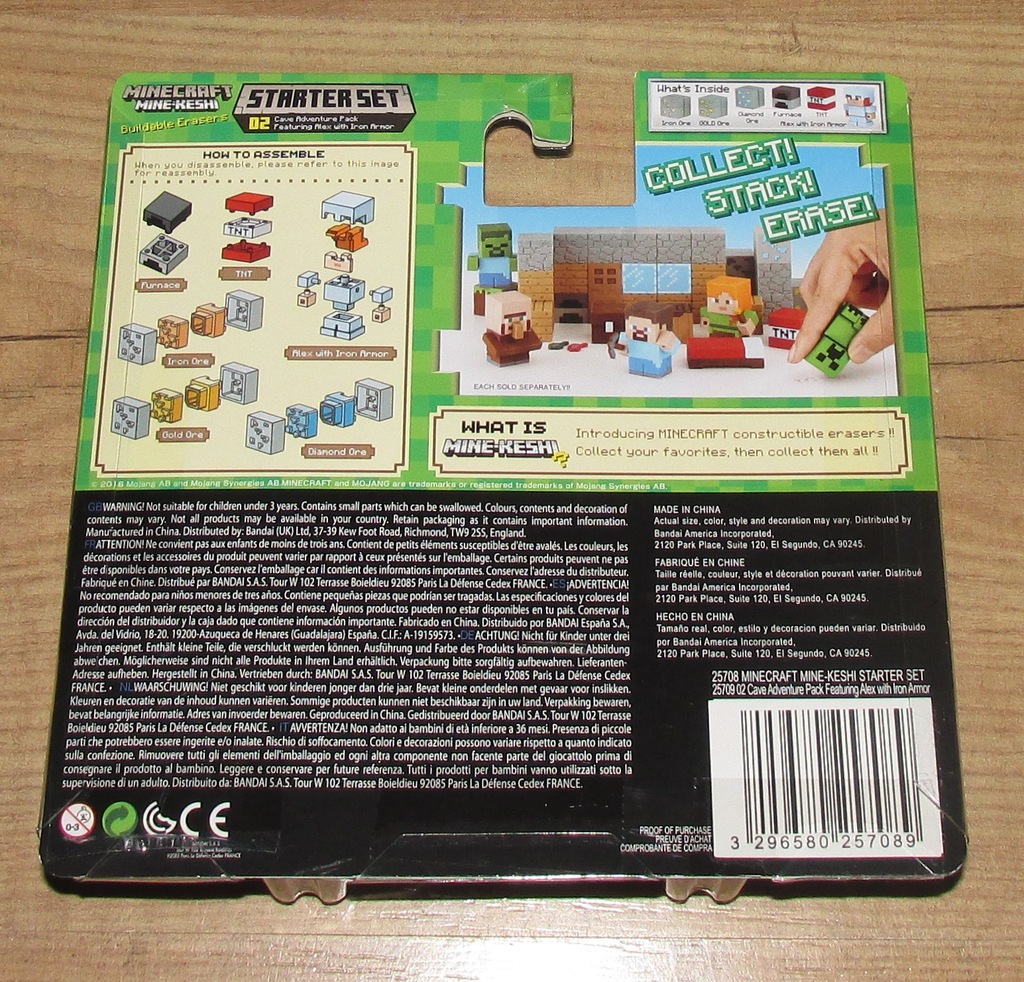 MINECRAFT
MINE-KESHI
Buildable Erasers
STARTER SET
02 Cave Adventure Pack
Featuring Alex with Iron Armor
What's Inside
Iron Ore
GOLD Ore
Diamond Ore
Furnace
TNT
TNT
Alex with Iron Armor
HOW TO ASSEMBLE
When you disassemble, please refer to this image
for reassembly.
TNT
Furnace
TNT
Iron Ore
Alex with Iron Armor
Gold Ore
Diamond Ore
COLLECT!
STACK!
ERASE!
TNT
EACH SOLD SEPARATELY!!
WHAT IS
MINE-KESHI?
Introducing MINECRAFT constructible erasers !!
Collect your favorites, then collect them all !!
© 2016 Mojang AB and Mojang Synergies AB. MINECRAFT and MOJANG are trademarks or registered trademarks of Mojang Synergies AB.
GB WARNING! Not suitable for children under 3 years. Contains small parts which can be swallowed. Colours, contents and decoration of
contents may vary. Not all products may be available in your country. Retain packaging as it contains important information.
Manufactured in China. Distributed by: Bandai (UK) Ltd, 37-39 Kew Foot Road, Richmond, TW9 2SS, England.
FR ATTENTION! Ne convient pas aux enfants de moins de trois ans. Contient de petits éléments susceptibles d'être avalés. Les couleurs, les
décorations et les accessoires du produit peuvent varier par rapport à ceux présentés sur l'emballage. Certains produits peuvent ne pas
être disponibles dans votre pays. Conservez l'emballage car il contient des informations importantes. Conservez l'adresse du distributeur.
Fabriqué en Chine. Distribué par BANDAI S.A.S. Tour W 102 Terrasse Boieldieu 92085 Paris La Défense Cedex FRANCE. • ES ¡ADVERTENCIA!
No recomendado para niños menores de tres años. Contiene pequeñas piezas que podrían ser tragadas. Las especificaciones y colores del
producto pueden variar respecto a las imágenes del envase. Algunos productos pueden no estar disponibles en tu país. Conservar la
dirección del distribuidor y la caja dado que contiene información importante. Fabricado en China. Distribuido por BANDAI España S.A.,
Avda. del Vidrio, 18-20. 19200-Azuqueca de Henares (Guadalajara) España. C.I.F.: A-19159573. • DE ACHTUNG! Nicht für Kinder unter drei
Jahren geeignet. Enthält kleine Teile, die verschluckt werden können. Ausführung und Farbe des Produkts können von der Abbildung
abweichen. Möglicherweise sind nicht alle Produkte in Ihrem Land erhältlich. Verpackung bitte sorgfältig aufbewahren. Lieferanten-
Adresse aufheben. Hergestellt in China. Vertrieben durch: BANDAI S.A.S. Tour W 102 Terrasse Boieldieu 92085 Paris La Défense Cedex
FRANCE. • NL WAARSCHUWING! Niet geschikt voor kinderen jonger dan drie jaar. Bevat kleine onderdelen met gevaar voor inslikken.
Kleuren en decoratie van de inhoud kunnen variëren. Sommige producten kunnen niet beschikbaar zijn in uw land. Verpakking bewaren,
bevat belangrijke informatie. Adres van invoerder bewaren. Geproduceerd in China. Gedistribueerd door BANDAI S.A.S. Tour W 102 Terrasse
Boieldieu 92085 Paris La Défense Cedex FRANCE. • IT AVVERTENZA! Non adatto ai bambini di età inferiore a 36 mesi. Presenza di piccole
parti che potrebbero essere ingerite e/o inalate. Rischio di soffocamento. Colori e decorazioni possono variare rispetto a quanto indicato
sulla confezione. Rimuovere tutti gli elementi dell'imballaggio ed ogni altra componente non facente parte del giocattolo prima di
consegnare il prodotto al bambino. Leggere e conservare per future referenza. Tutti i prodotti per bambini vanno utilizzati sotto la
supervisione di un adulto. Distribuito da: BANDAI S.A.S. Tour W 102 Terrasse Boieldieu 92085 Paris La Défense Cedex FRANCE.
MADE IN CHINA
Actual size, color, style and decoration may vary. Distributed by
Bandai America Incorporated,
2120 Park Place, Suite 120, El Segundo, CA 90245.
FABRIQUÉ EN CHINE
Taille réelle, couleur, style et décoration pouvant varier. Distribué
par Bandai America Incorporated,
2120 Park Place, Suite 120, El Segundo, CA 90245.
HECHO EN CHINA
Tamaño real, color, estilo y decoracion pueden variar. Distribuido
por Bandai America Incorporated,
2120 Park Place, Suite 120, El Segundo, CA 90245.
25708 MINECRAFT MINE-KESHI STARTER SET
25709 02 Cave Adventure Pack Featuring Alex with Iron Armor
0-3
CE
PROOF OF PURCHASE
PREUVE D'ACHAT
COMPROBANTE DE COMPRA
3 296580 257089